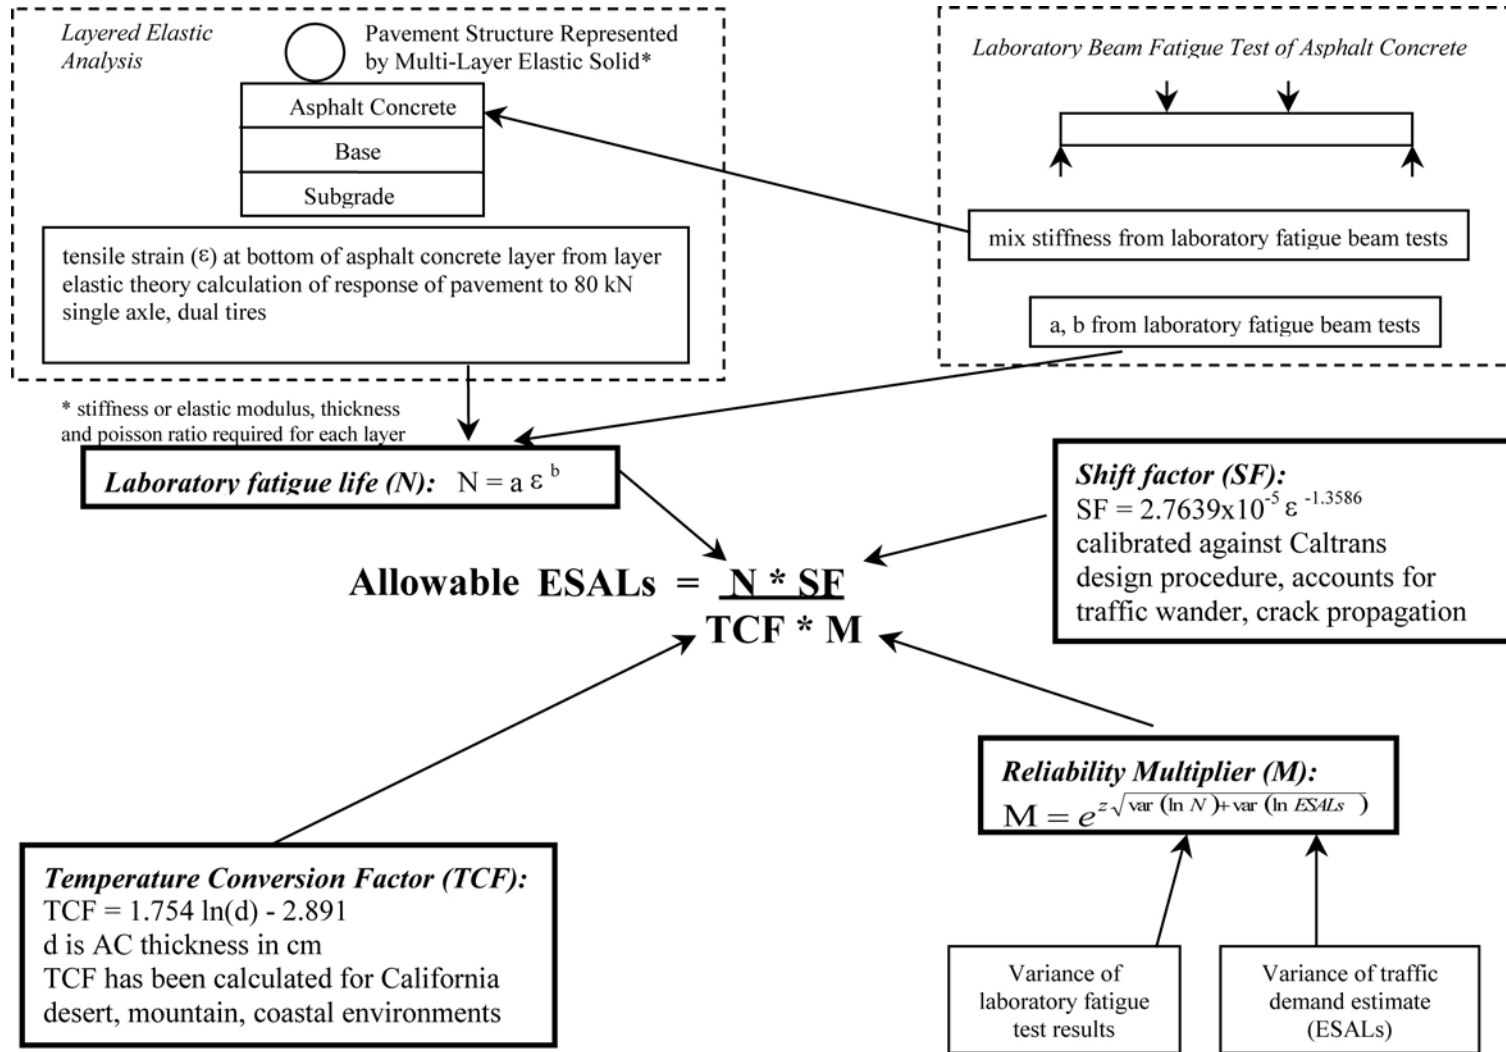 Layered Elastic
Analysis
Pavement Structure Represented
by Multi-Layer Elastic Solid*
Asphalt Concrete
Base
Subgrade
tensile strain (ε) at bottom of asphalt concrete layer from layer
elastic theory calculation of response of pavement to 80 kN
single axle, dual tires
* stiffness or elastic modulus, thickness
and poisson ratio required for each layer
Laboratory Beam Fatigue Test of Asphalt Concrete
mix stiffness from laboratory fatigue beam tests
a, b from laboratory fatigue beam tests
Laboratory fatigue life (N): N = a ε^b
Shift factor (SF):
SF = 2.7639x10^-5 ε^-1.3586
calibrated against Caltrans
design procedure, accounts for
traffic wander, crack propagation
Allowable ESALs = N * SF
TCF * M
Reliability Multiplier (M):
M = e^z√var (ln N)+var (ln ESALs )
Temperature Conversion Factor (TCF):
TCF = 1.754 ln(d) - 2.891
d is AC thickness in cm
TCF has been calculated for California
desert, mountain, coastal environments
Variance of
laboratory fatigue
test results
Variance of traffic
demand estimate
(ESALs)